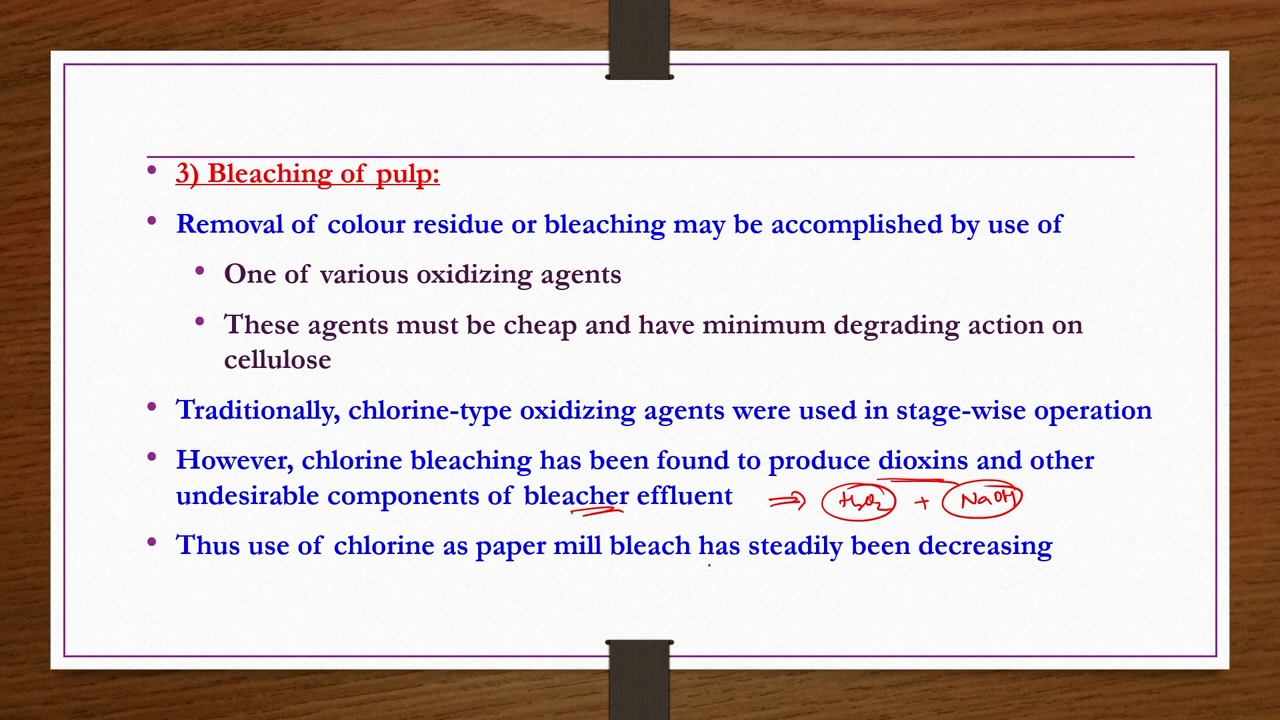 3) Bleaching of pulp:
Removal of colour residue or bleaching may be accomplished by use of
One of various oxidizing agents
These agents must be cheap and have minimum degrading action on
cellulose
Traditionally, chlorine-type oxidizing agents were used in stage-wise operation
However, chlorine bleaching has been found to produce dioxins and other
undesirable components of bleacher effluent ⇒ H₂O₂ + NaOH
Thus use of chlorine as paper mill bleach has steadily been decreasing